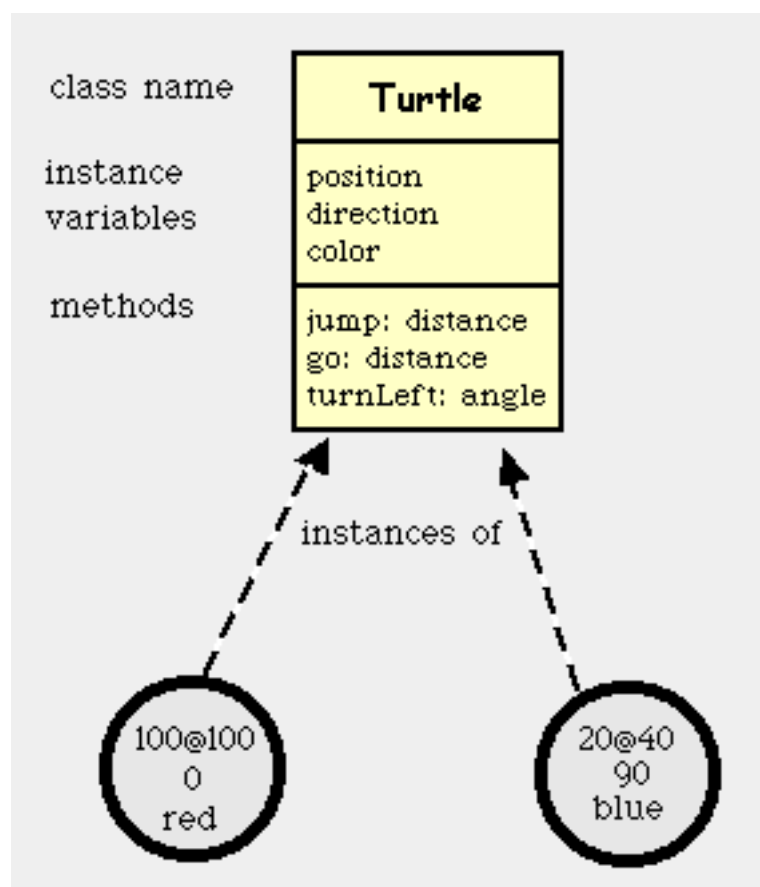 class name
Turtle
instance
variables
position
direction
color
methods
jump: distance
go: distance
turnLeft: angle
instances of
100@100
0
red
20@40
90
blue